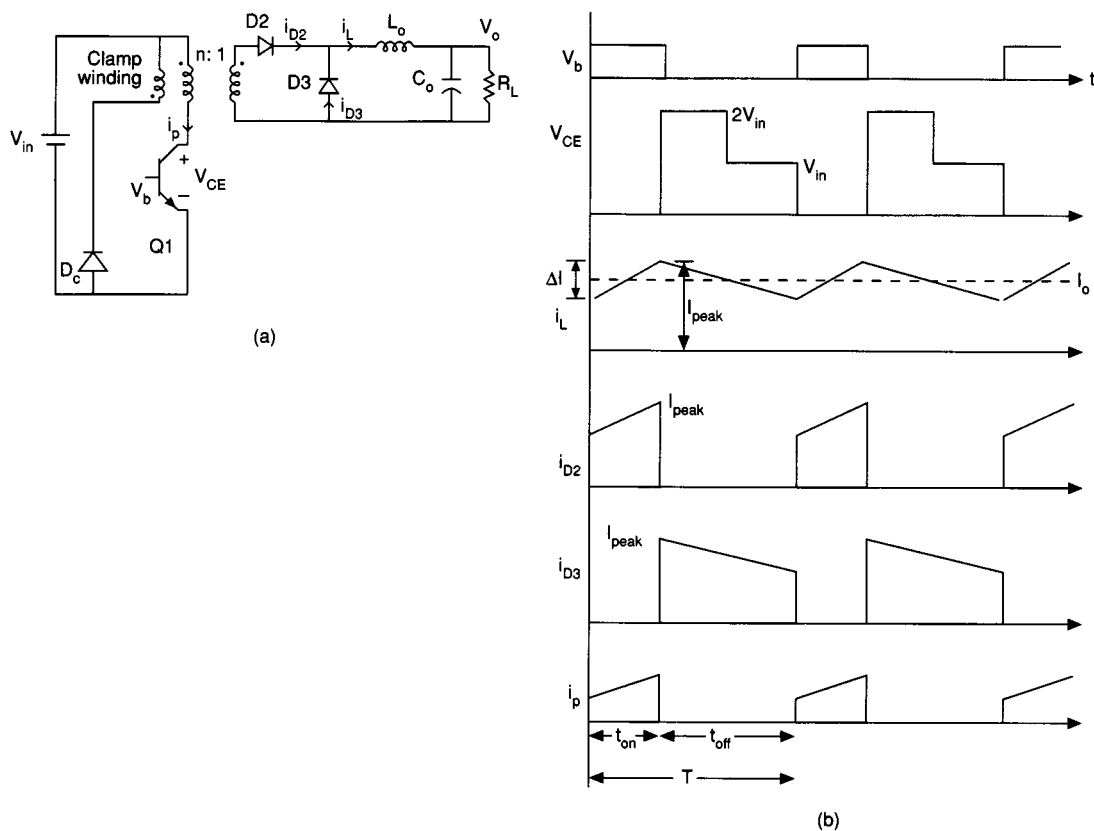 D2
i_D2
i_L
L_o
V_o
Clamp
winding
n: 1
D3
i_D3
C_o
R_L
V_in
i_p
+
V_CE
V_b
–
Q1
D_c
(a)
V_b
t
V_CE
2V_in
V_in
ΔI
i_L
I_peak
I_o
I_peak
i_D2
I_peak
i_D3
i_p
t_on
t_off
T
(b)